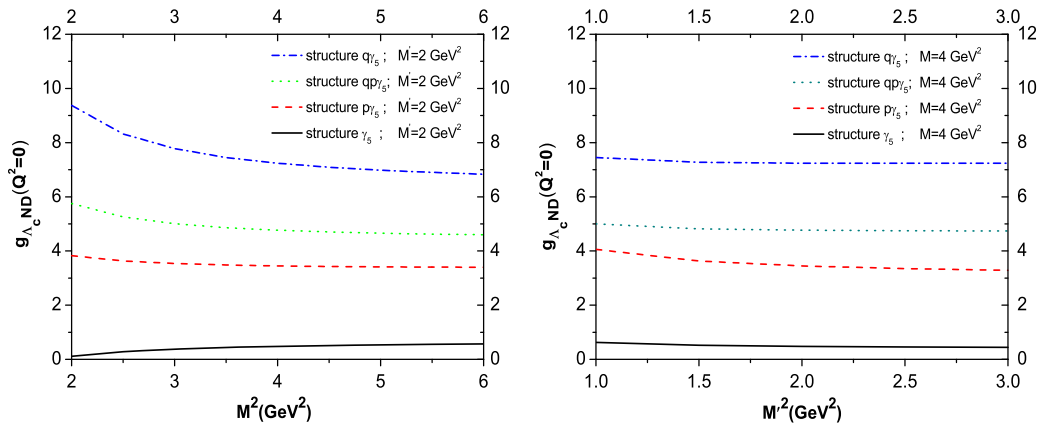 2 3 4 5 6
12 12
10 10
8 8
6 6
4 4
2 2
0 0
structure qγ₅ ; M'=2 GeV²
structure qpγ₅; M'=2 GeV²
structure pγ₅ ; M'=2 GeV²
structure γ₅ ; M'=2 GeV²
g_Λc ND(Q²=0)
2 3 4 5 6
M²(GeV²)
1.0 1.5 2.0 2.5 3.0
12 12
10 10
8 8
6 6
4 4
2 2
0 0
structure qγ₅ ; M=4 GeV²
structure qpγ₅ ; M=4 GeV²
structure pγ₅ ; M=4 GeV²
structure γ₅ ; M=4 GeV²
g_Λc ND(Q²=0)
1.0 1.5 2.0 2.5 3.0
M′²(GeV²)